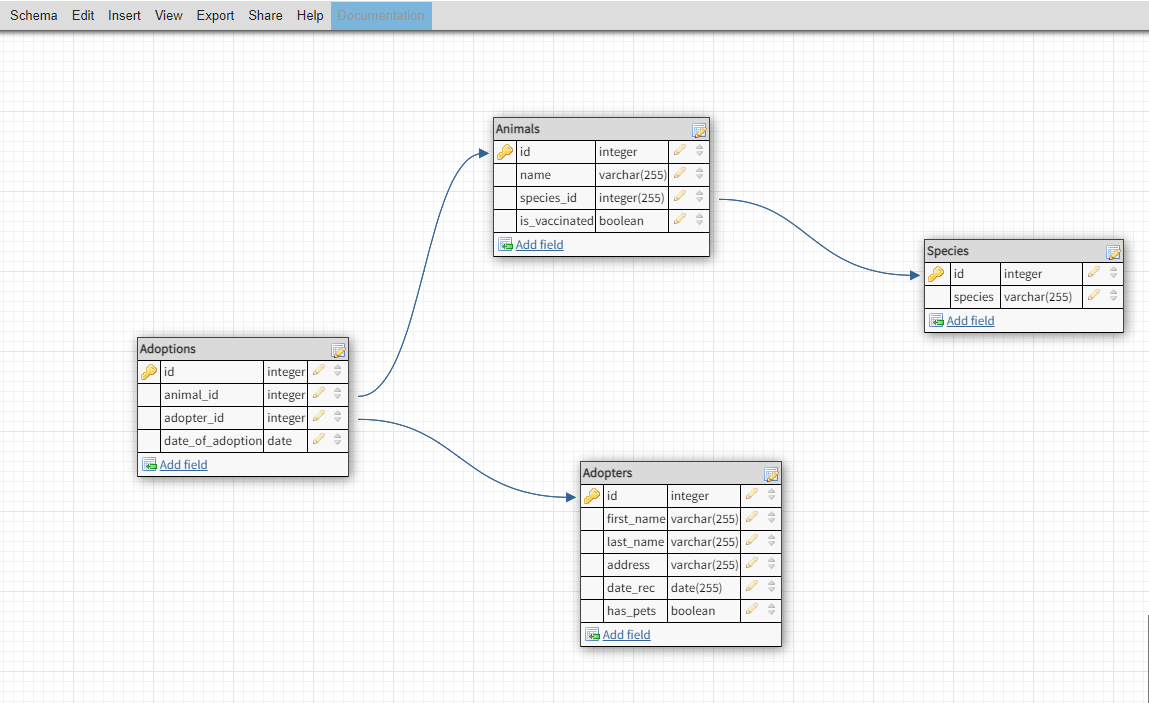 Schema Edit Insert View Export Share Help Documentation
Animals
id integer
name varchar(255)
species_id integer(255)
is_vaccinated boolean
Add field
Species
id integer
species varchar(255)
Add field
Adoptions
id integer
animal_id integer
adopter_id integer
date_of_adoption date
Add field
Adopters
id integer
first_name varchar(255)
last_name varchar(255)
address varchar(255)
date_rec date(255)
has_pets boolean
Add field